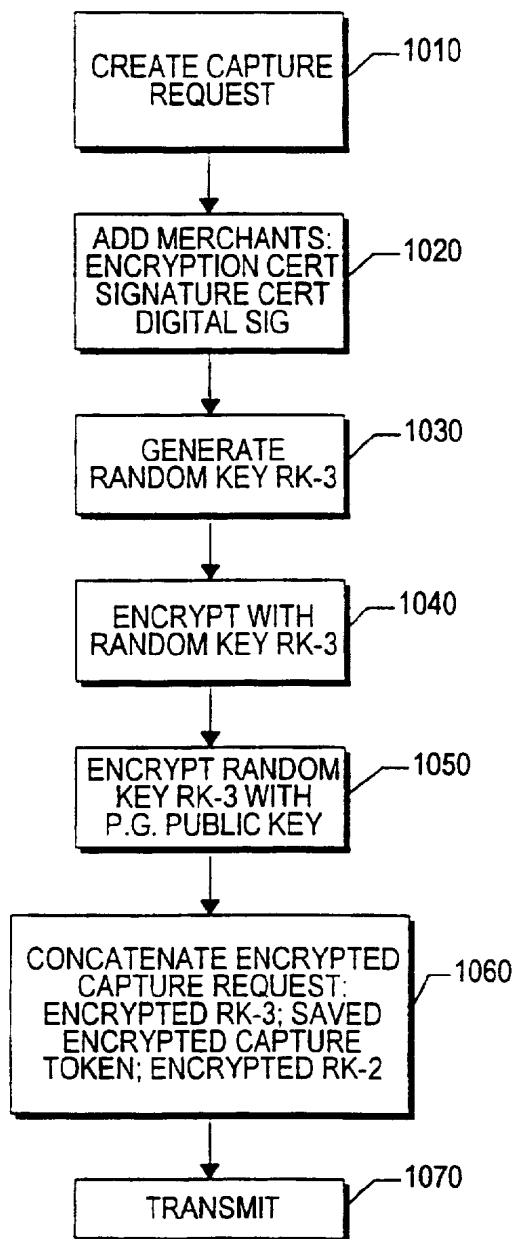 CREATE CAPTURE
REQUEST
1010
ADD MERCHANTS:
ENCRYPTION CERT
SIGNATURE CERT
DIGITAL SIG
1020
GENERATE
RANDOM KEY RK-3
1030
ENCRYPT WITH
RANDOM KEY RK-3
1040
ENCRYPT RANDOM
KEY RK-3 WITH
P.G. PUBLIC KEY
1050
CONCATENATE ENCRYPTED
CAPTURE REQUEST:
ENCRYPTED RK-3; SAVED
ENCRYPTED CAPTURE
TOKEN; ENCRYPTED RK-2
1060
TRANSMIT
1070